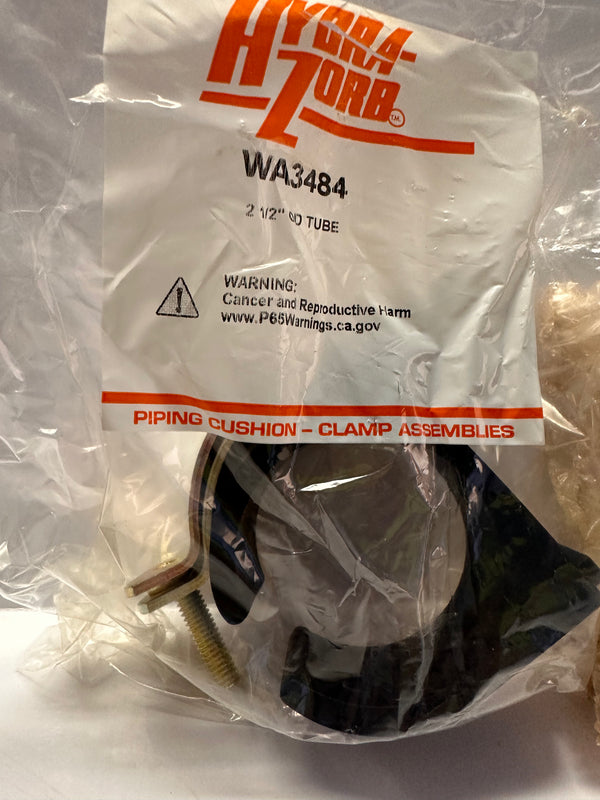 HYDRA-
ZORB
TM.
WA3484
2 1/2" OD TUBE
WARNING:
Cancer and Reproductive Harm
www.P65Warnings.ca.gov
PIPING CUSHION – CLAMP ASSEMBLIES